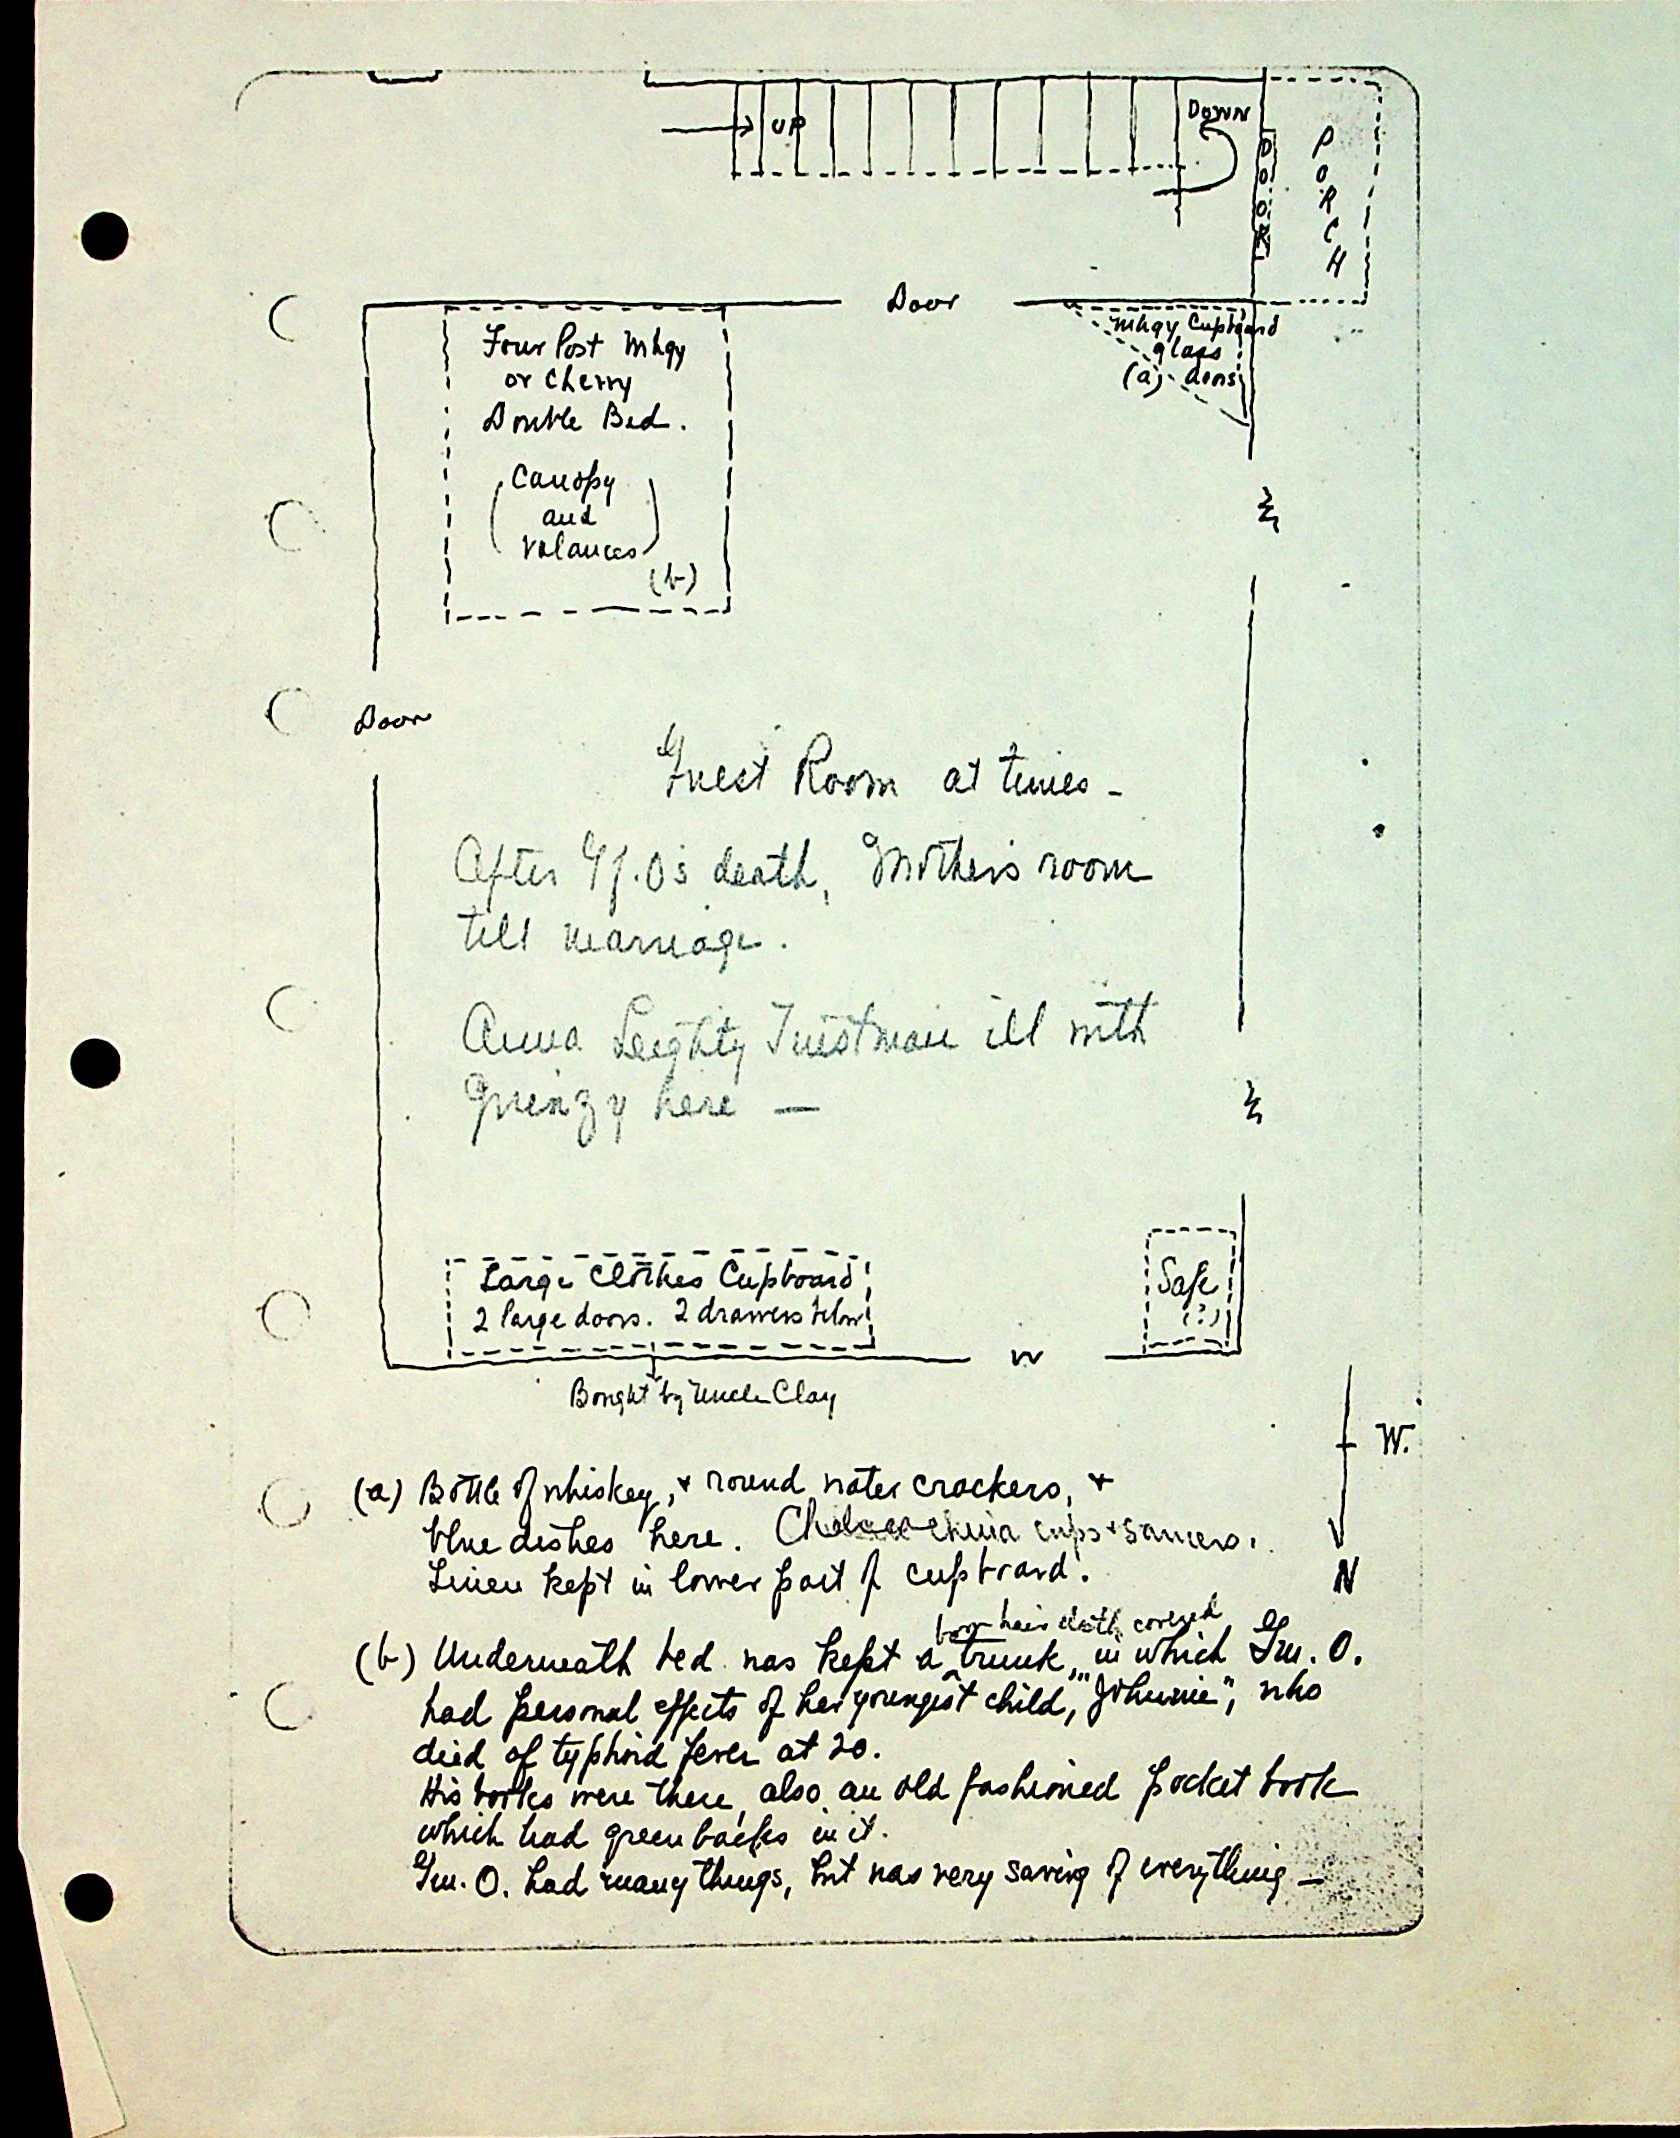 UP
DOWN
DOOR
PORCH
Door
Four Post Mhgy
or Cherry
Double Bed.
(Canopy
and
Valances)
(b)
Mhgy Cupboard
glass
(a) doors
Door
Guest Room at times -
After Gf. O's death, Mother's room
till marriage.
Anna Leighty Trustman ill with
Quinzy here —
Large Clothes Cupboard
2 large doors. 2 drawers below
Safe
(?)
W
Bought by Uncle Clay
W.
N
(a) Bottle of whiskey, + round water crackers, +
blue dishes here. china cups + saucers.
Linen kept in lower part of cupboard.
hair cloth covered
(b) Underneath bed was kept a trunk, in which Gm. O.
had personal effects of her youngest child, "Johnnie", who
died of typhoid fever at 20.
His books were there, also an old fashioned pocket book
which had green backs in it.
Gm. O. had many things, but was very saving of everything —